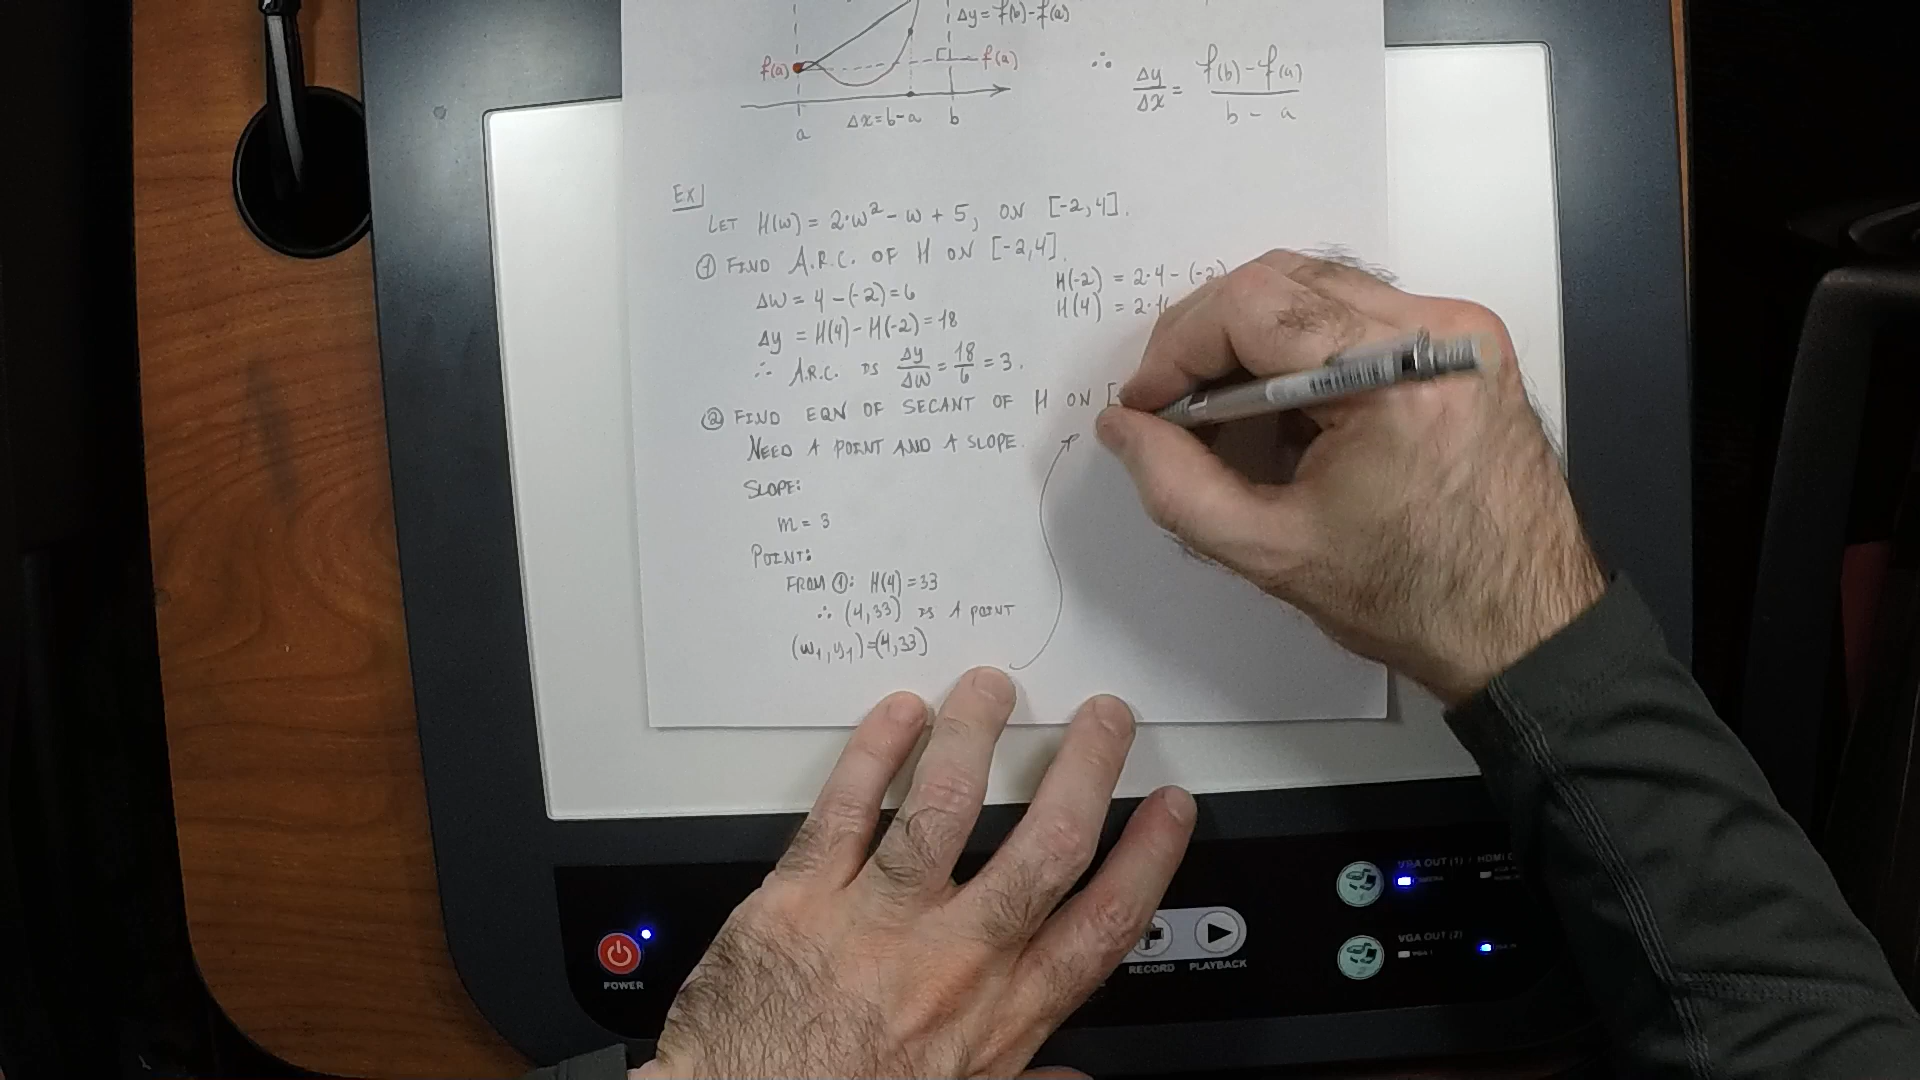 Δy = f(b)-f(a)
f(a)
f(a)
∴ Δy/Δx = f(b)-f(a)/b-a
a Δx=b-a b
EX
LET H(w) = 2·w² - w + 5, ON [-2,4].
① FIND A.R.C. OF H ON [-2,4].
ΔW = 4-(-2)=6
H(-2) = 2·4-(-2)
Δy = H(4)-H(-2)=18
H(4) = 2·
∴ A.R.C. IS Δy/ΔW = 18/6 = 3.
② FIND EQN OF SECANT OF H ON [
NEED A POINT AND A SLOPE.
SLOPE:
m = 3
POINT:
FROM ①: H(4)=33
∴ (4,33) IS A POINT
(w₁,y₁)=(4,33)
POWER
RECORD PLAYBACK
VGA OUT (1) / HDMI
VGA OUT (2)